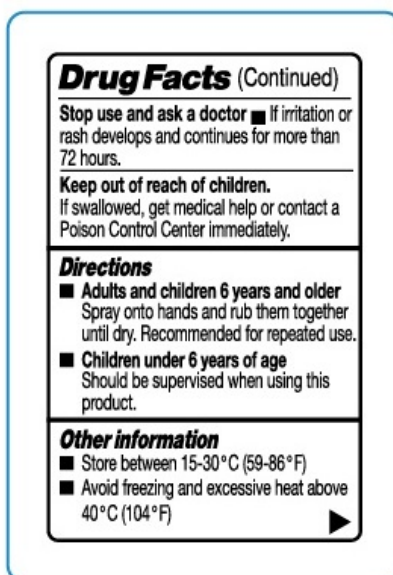 Drug Facts (Continued)
Stop use and ask a doctor ■ If irritation or
rash develops and continues for more than
72 hours.
Keep out of reach of children.
If swallowed, get medical help or contact a
Poison Control Center immediately.
Directions
■ Adults and children 6 years and older
Spray onto hands and rub them together
until dry. Recommended for repeated use.
■ Children under 6 years of age
Should be supervised when using this
product.
Other information
■ Store between 15-30°C (59-86°F)
■ Avoid freezing and excessive heat above
40°C (104°F)